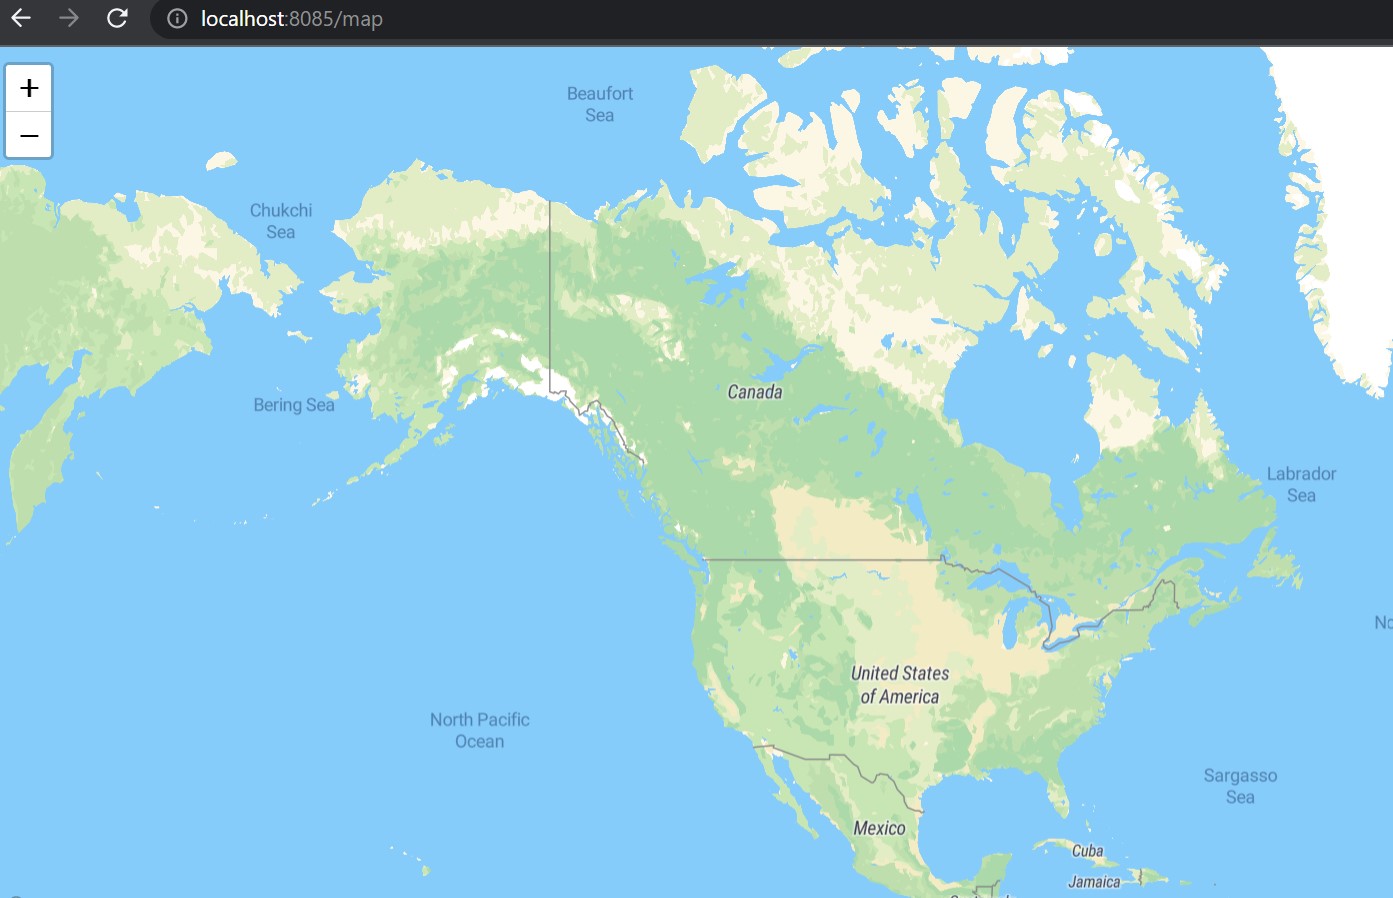 localhost:8085/map
+
−
Beaufort
Sea
Chukchi
Sea
Bering Sea
Canada
Labrador
Sea
United States
of America
North Pacific
Ocean
Sargasso
Sea
Mexico
Cuba
Jamaica